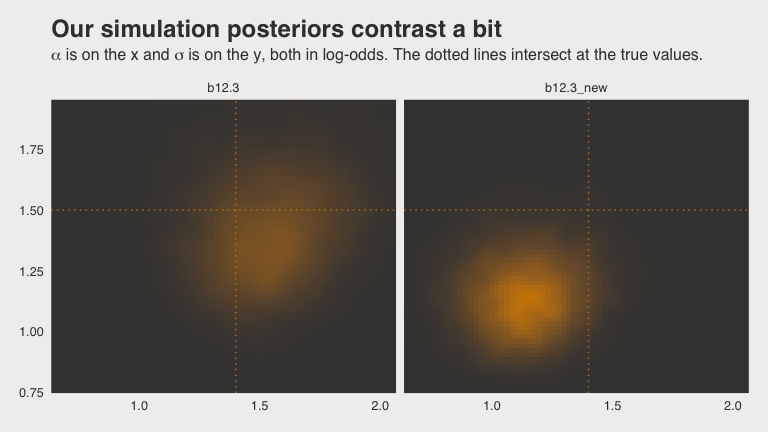 Our simulation posteriors contrast a bit
α is on the x and σ is on the y, both in log-odds. The dotted lines intersect at the true values.
b12.3 b12.3_new
1.75
1.50
1.25
1.00
0.75
1.0 1.5 2.0 1.0 1.5 2.0